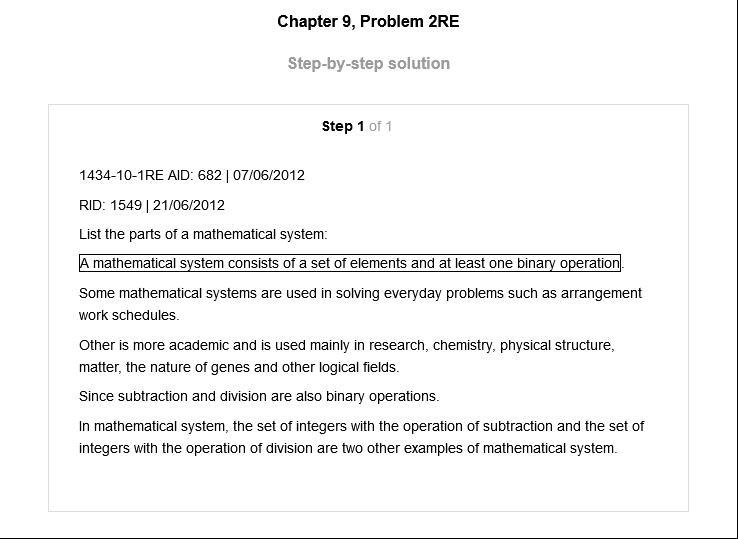 Chapter 9, Problem 2RE
Step-by-step solution
Step 1 of 1
1434-10-1RE AID: 682 | 07/06/2012
RID: 1549 | 21/06/2012
List the parts of a mathematical system:
A mathematical system consists of a set of elements and at least one binary operation.
Some mathematical systems are used in solving everyday problems such as arrangement
work schedules.
Other is more academic and is used mainly in research, chemistry, physical structure,
matter, the nature of genes and other logical fields.
Since subtraction and division are also binary operations.
In mathematical system, the set of integers with the operation of subtraction and the set of
integers with the operation of division are two other examples of mathematical system.